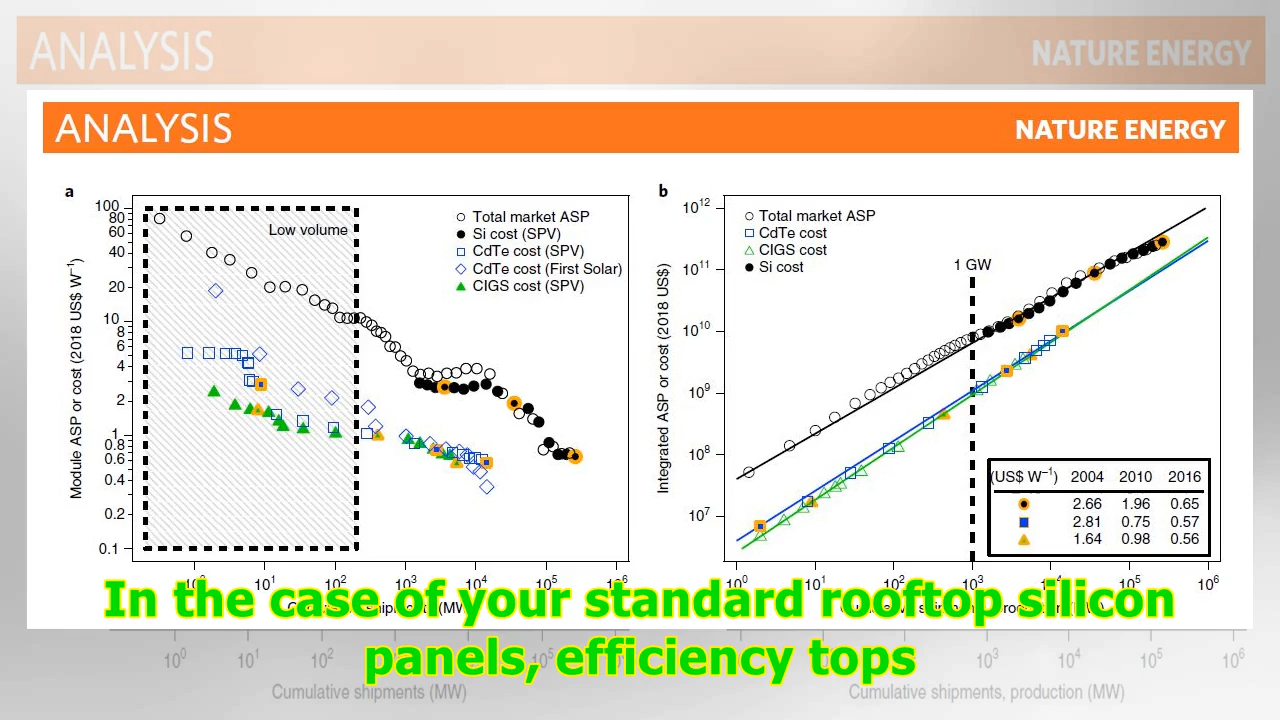 ANALYSIS
NATURE ENERGY
ANALYSIS
NATURE ENERGY
a
100
80
60
40
20
10
8
6
4
2
1
0.8
0.6
0.4
0.2
0.1
Module ASP or cost (2018 US$ W⁻¹)
Low volume
Total market ASP
Si cost (SPV)
CdTe cost (SPV)
CdTe cost (First Solar)
CIGS cost (SPV)
10⁰ 10¹ 10² 10³ 10⁴ 10⁵ 10⁶
b
10¹²
10¹¹
10¹⁰
10⁹
10⁸
10⁷
Integrated ASP or cost (2018 US$)
Total market ASP
CdTe cost
CIGS cost
Si cost
1 GW
(US$ W⁻¹) 2004 2010 2016
2.66 1.96 0.65
2.81 0.75 0.57
1.64 0.98 0.56
10⁰ 10¹ 10² 10³ 10⁴ 10⁵ 10⁶
In the case of your standard rooftop silicon
panels, efficiency tops
10⁰ 10¹ 10² 10⁵ 10⁶
Cumulative shipments (MW)
10³ 10⁴ 10⁵ 10⁶
Cumulative shipments, production (MW)